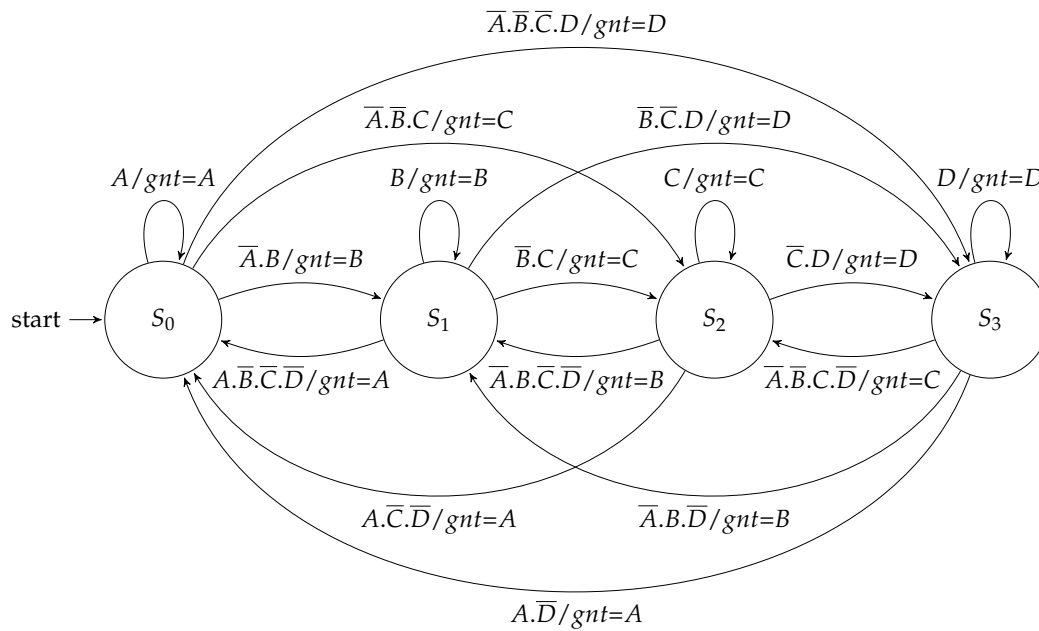 A̅.B̅.C̅.D/gnt=D
A̅.B̅.C/gnt=C
B̅.C̅.D/gnt=D
A/gnt=A
B/gnt=B
C/gnt=C
D/gnt=D
A̅.B/gnt=B
B̅.C/gnt=C
C̅.D/gnt=D
start
S₀
S₁
S₂
S₃
A.B̅.C̅.D̅/gnt=A
A̅.B.C̅.D̅/gnt=B
A̅.B̅.C.D̅/gnt=C
A.C̅.D̅/gnt=A
A̅.B.D̅/gnt=B
A.D̅/gnt=A